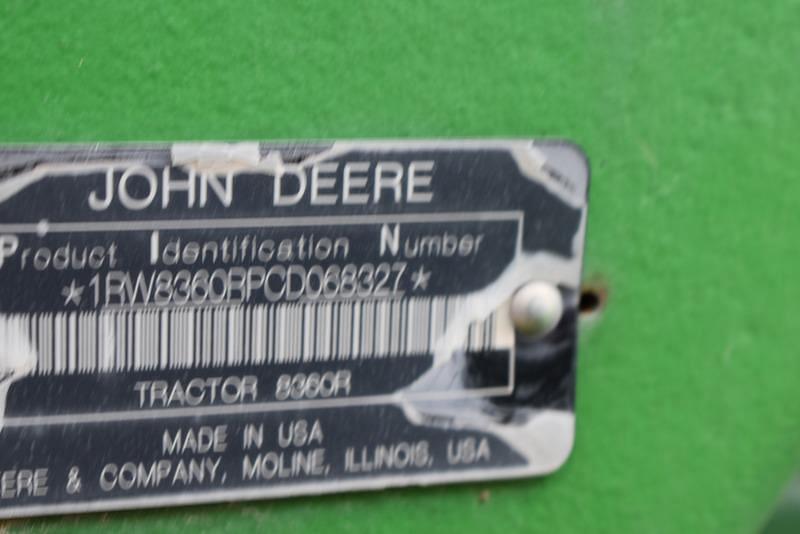 JOHN DEERE
Product Identification Number
*1RW8360RPCD068327*
TRACTOR 8360R
MADE IN USA
ERE & COMPANY, MOLINE, ILLINOIS, USA